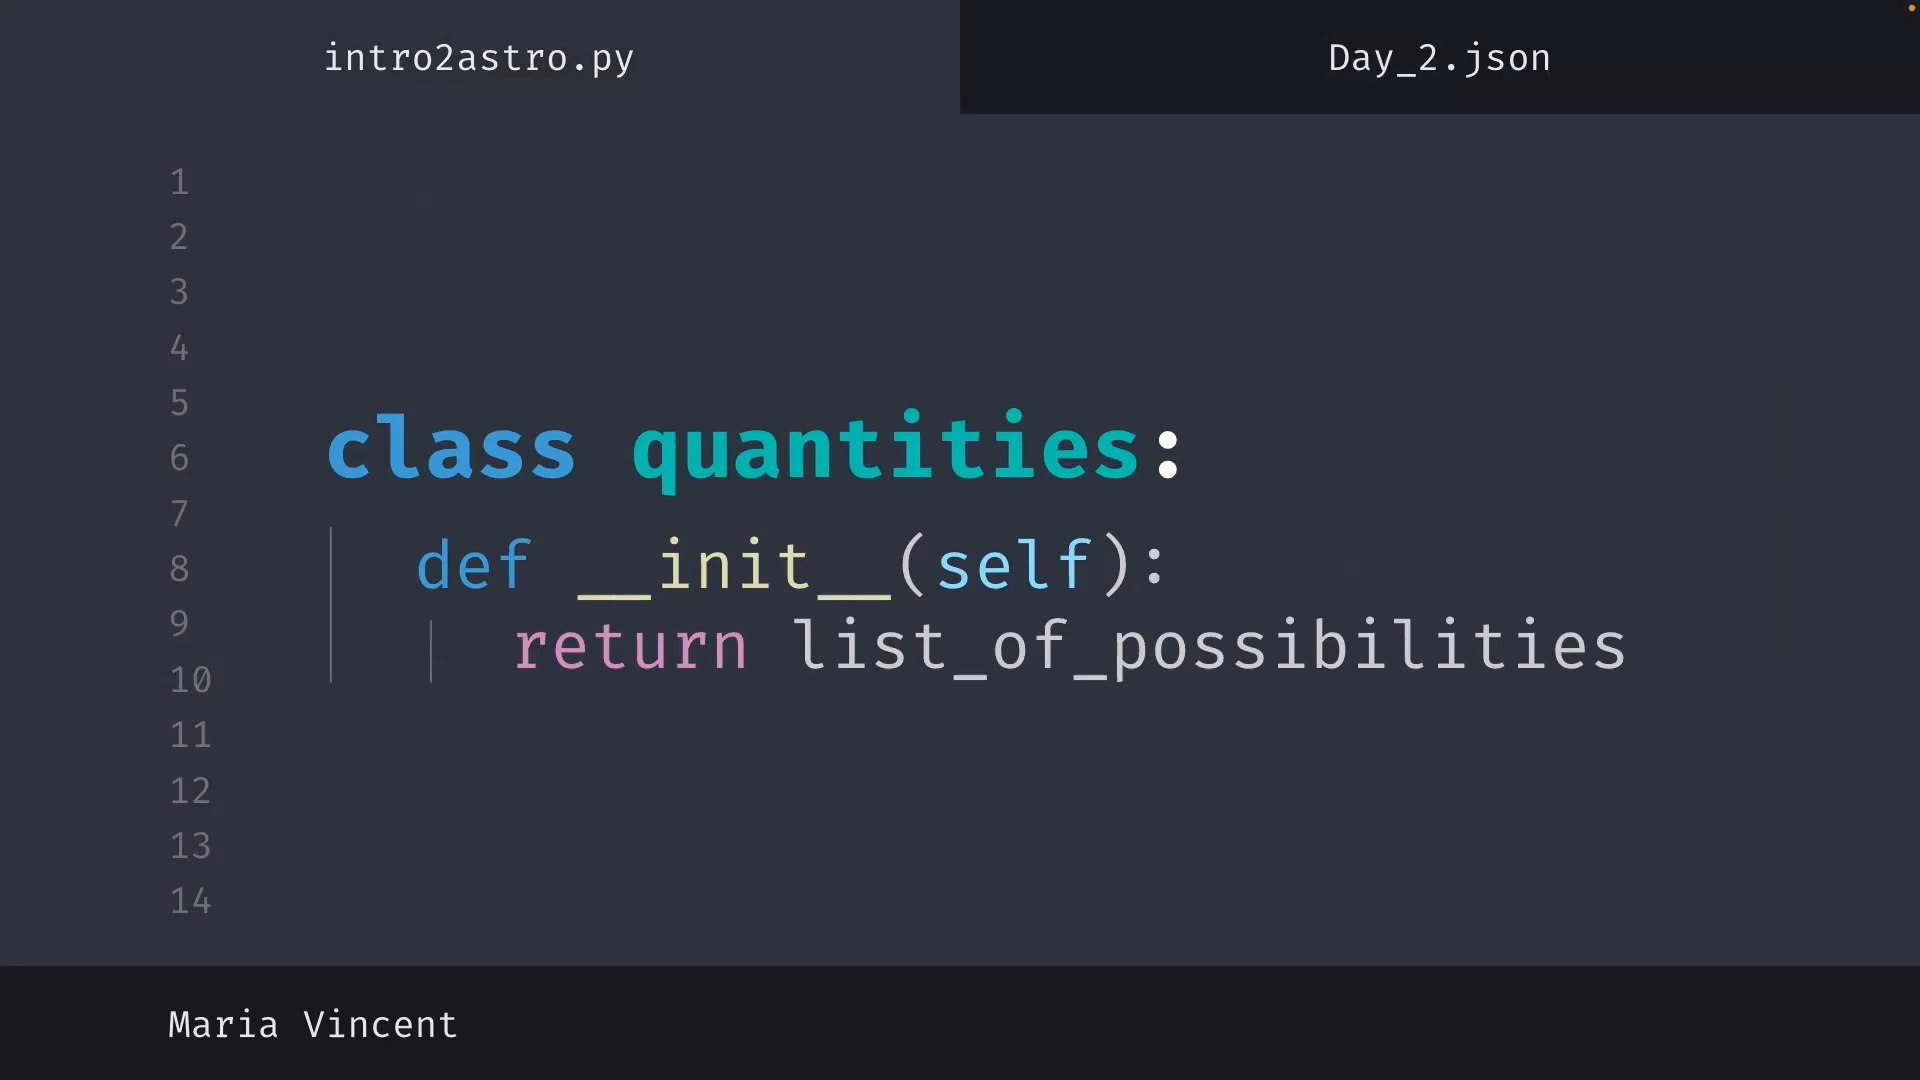 intro2astro.py
Day_2.json
1
2
3
4
5
6
class quantities:
7
8
def __init__(self):
9
return list_of_possibilities
10
11
12
13
14
Maria Vincent